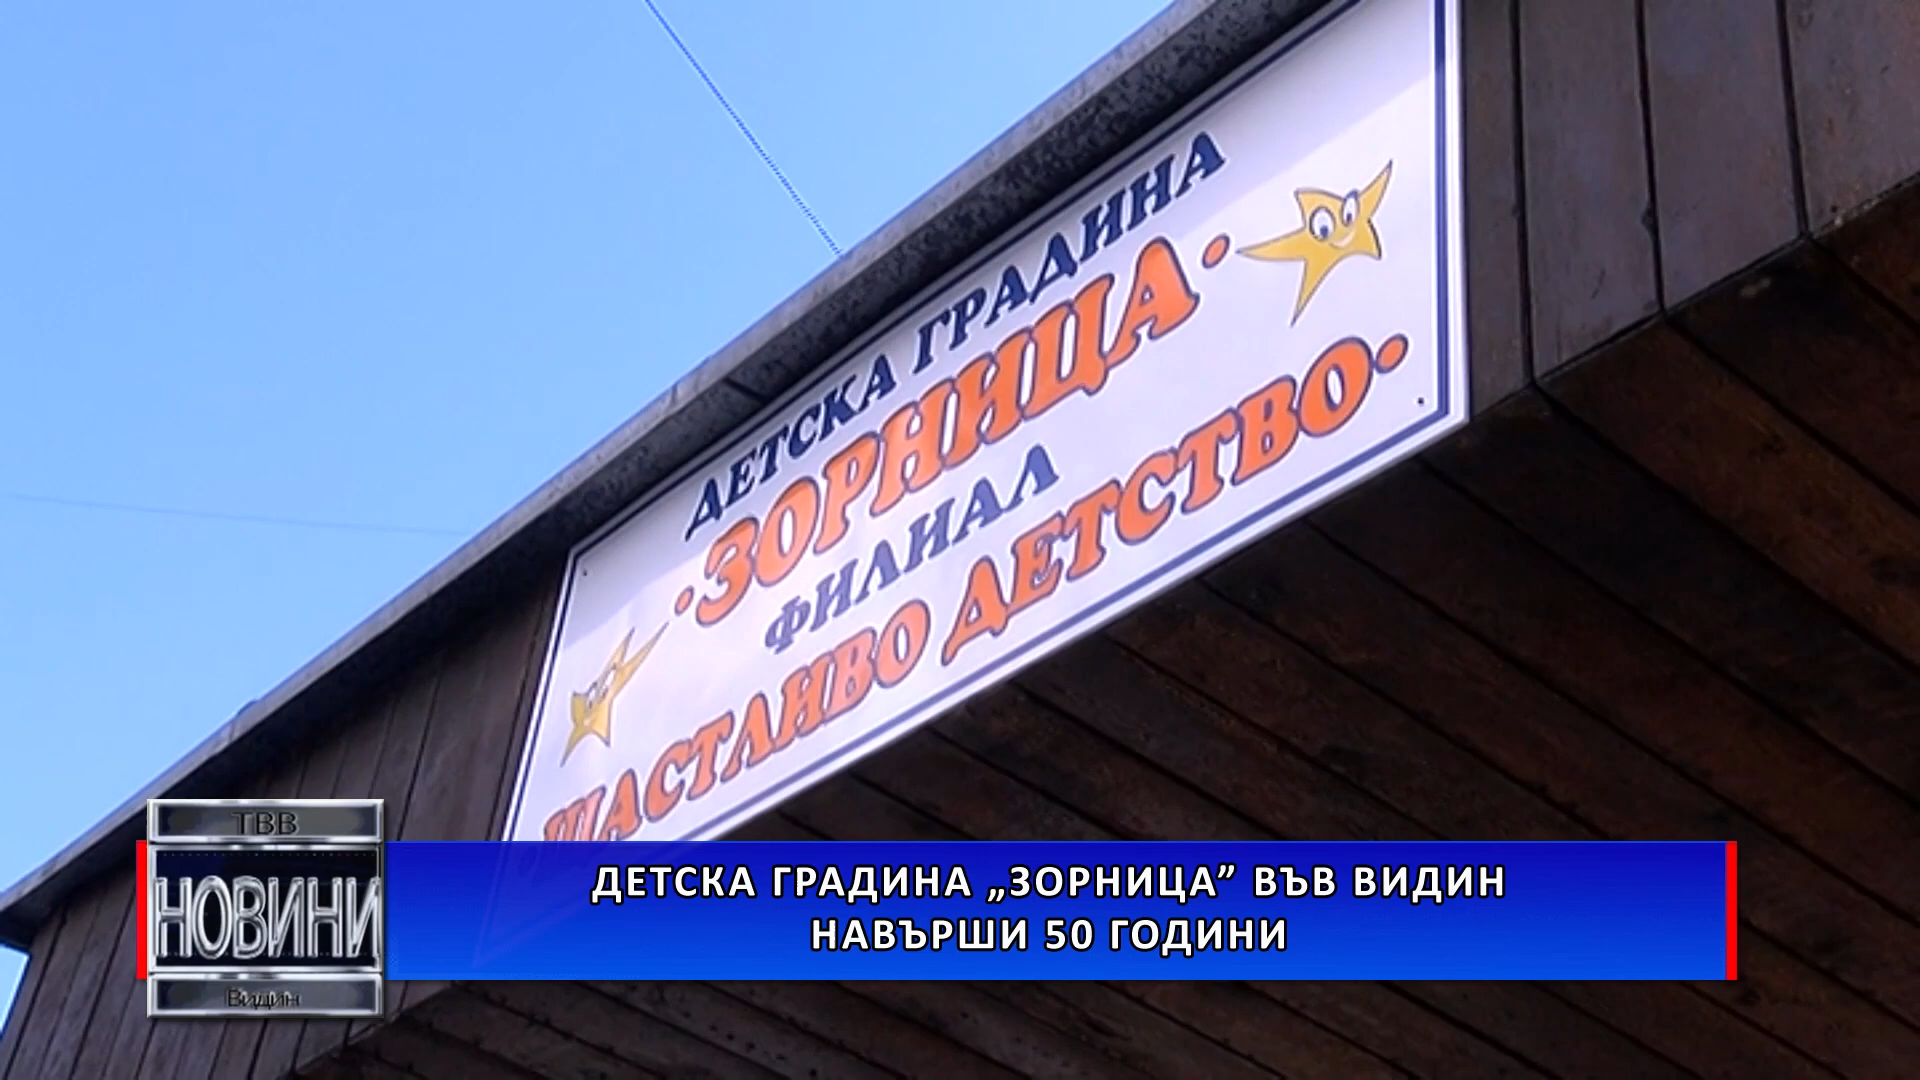 ДЕТСКА ГРАДИНА
·ЗОРНИЦА·
ФИЛИАЛ
ЩАСТЛИВО ДЕТСТВО·
ТВВ
НОВИНИ
Видин
ДЕТСКА ГРАДИНА „ЗОРНИЦА” ВЪВ ВИДИН
НАВЪРШИ 50 ГОДИНИ